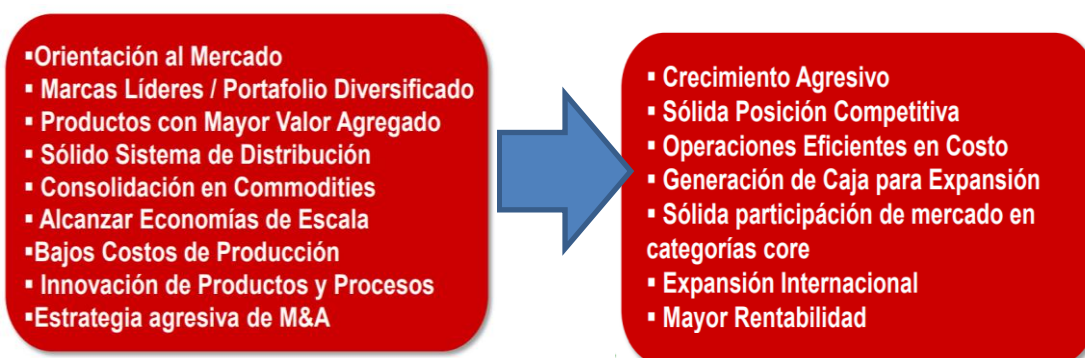 ▪Orientación al Mercado
▪ Marcas Líderes / Portafolio Diversificado
▪ Productos con Mayor Valor Agregado
▪ Sólido Sistema de Distribución
▪ Consolidación en Commodities
▪ Alcanzar Economías de Escala
▪Bajos Costos de Producción
▪ Innovación de Productos y Procesos
▪Estrategia agresiva de M&A
▪ Crecimiento Agresivo
▪ Sólida Posición Competitiva
▪ Operaciones Eficientes en Costo
▪ Generación de Caja para Expansión
▪ Sólida participáción de mercado en
categorías core
▪ Expansión Internacional
▪ Mayor Rentabilidad